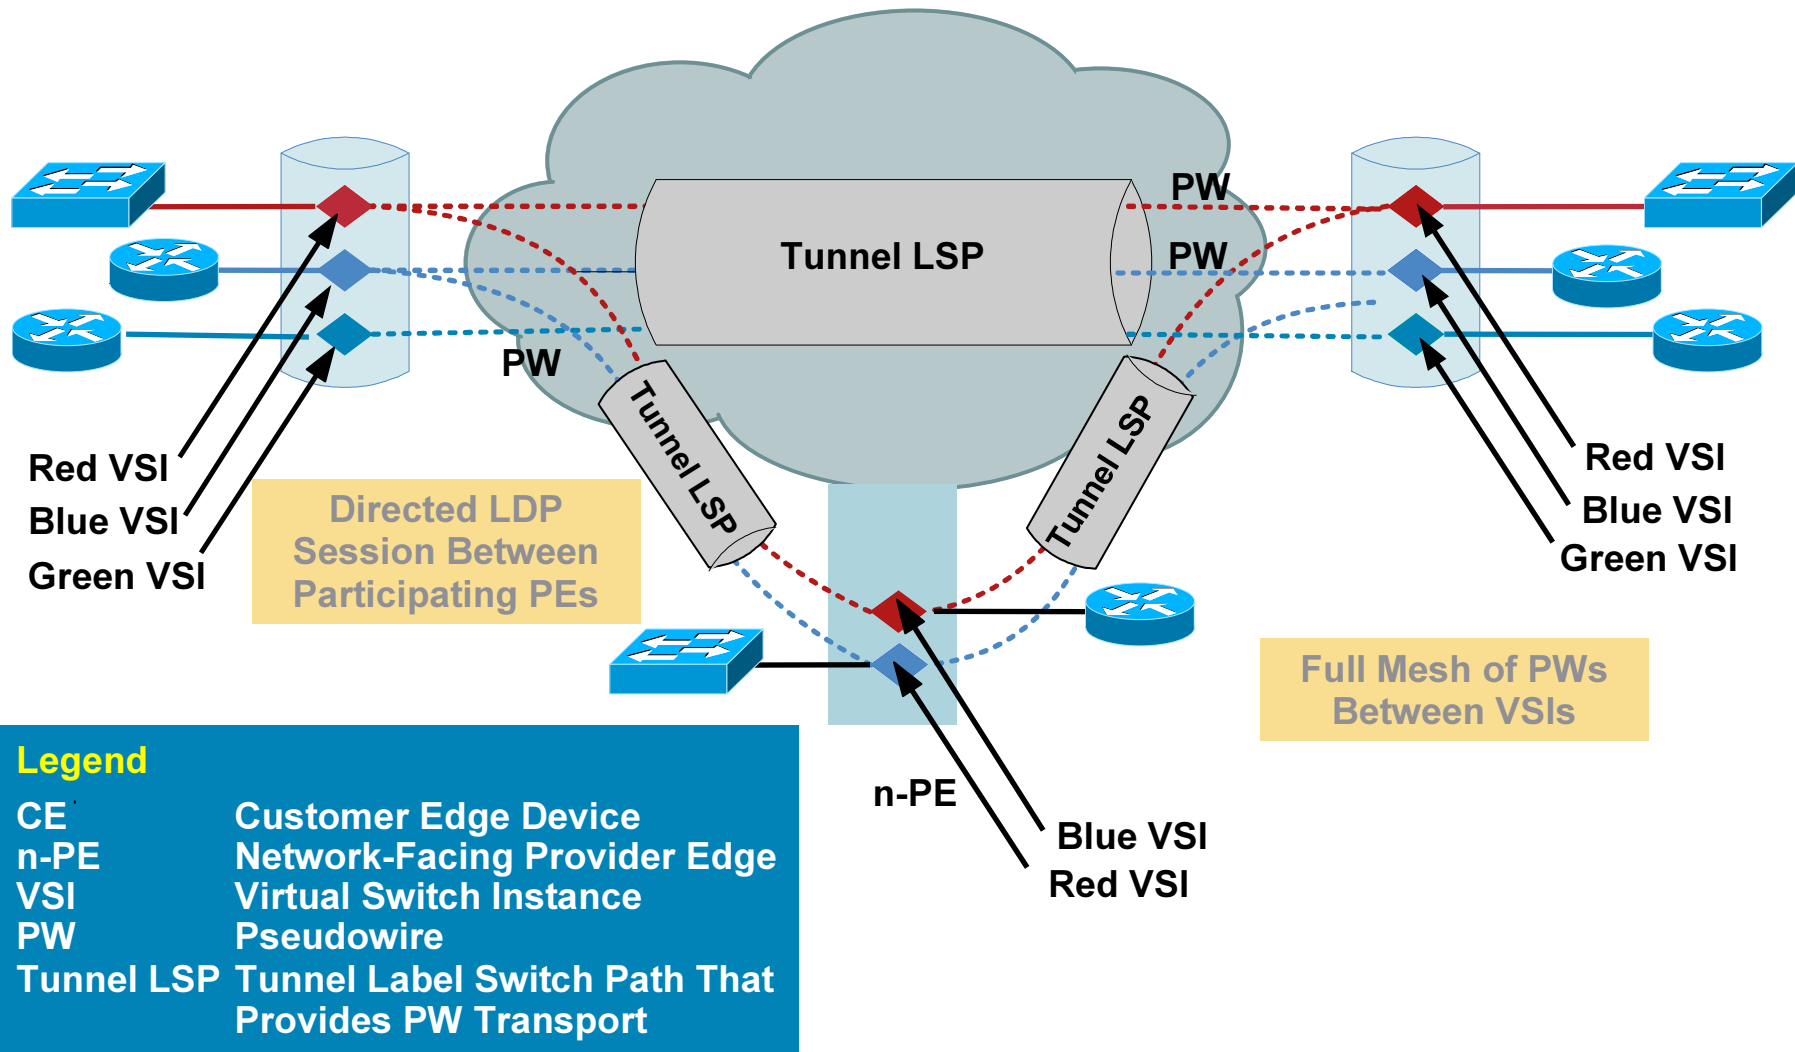 PW
Tunnel LSP
PW
PW
Tunnel LSP
Tunnel LSP
Red VSI
Blue VSI
Green VSI
Directed LDP
Session Between
Participating PEs
Red VSI
Blue VSI
Green VSI
Full Mesh of PWs
Between VSIs
n-PE
Blue VSI
Red VSI
Legend
CE Customer Edge Device
n-PE Network-Facing Provider Edge
VSI Virtual Switch Instance
PW Pseudowire
Tunnel LSP Tunnel Label Switch Path That
Provides PW Transport